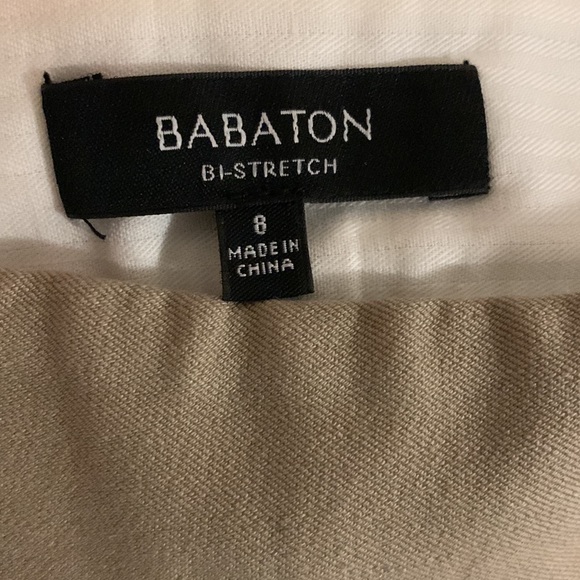 BABATON
BI-STRETCH
8
MADE IN
CHINA